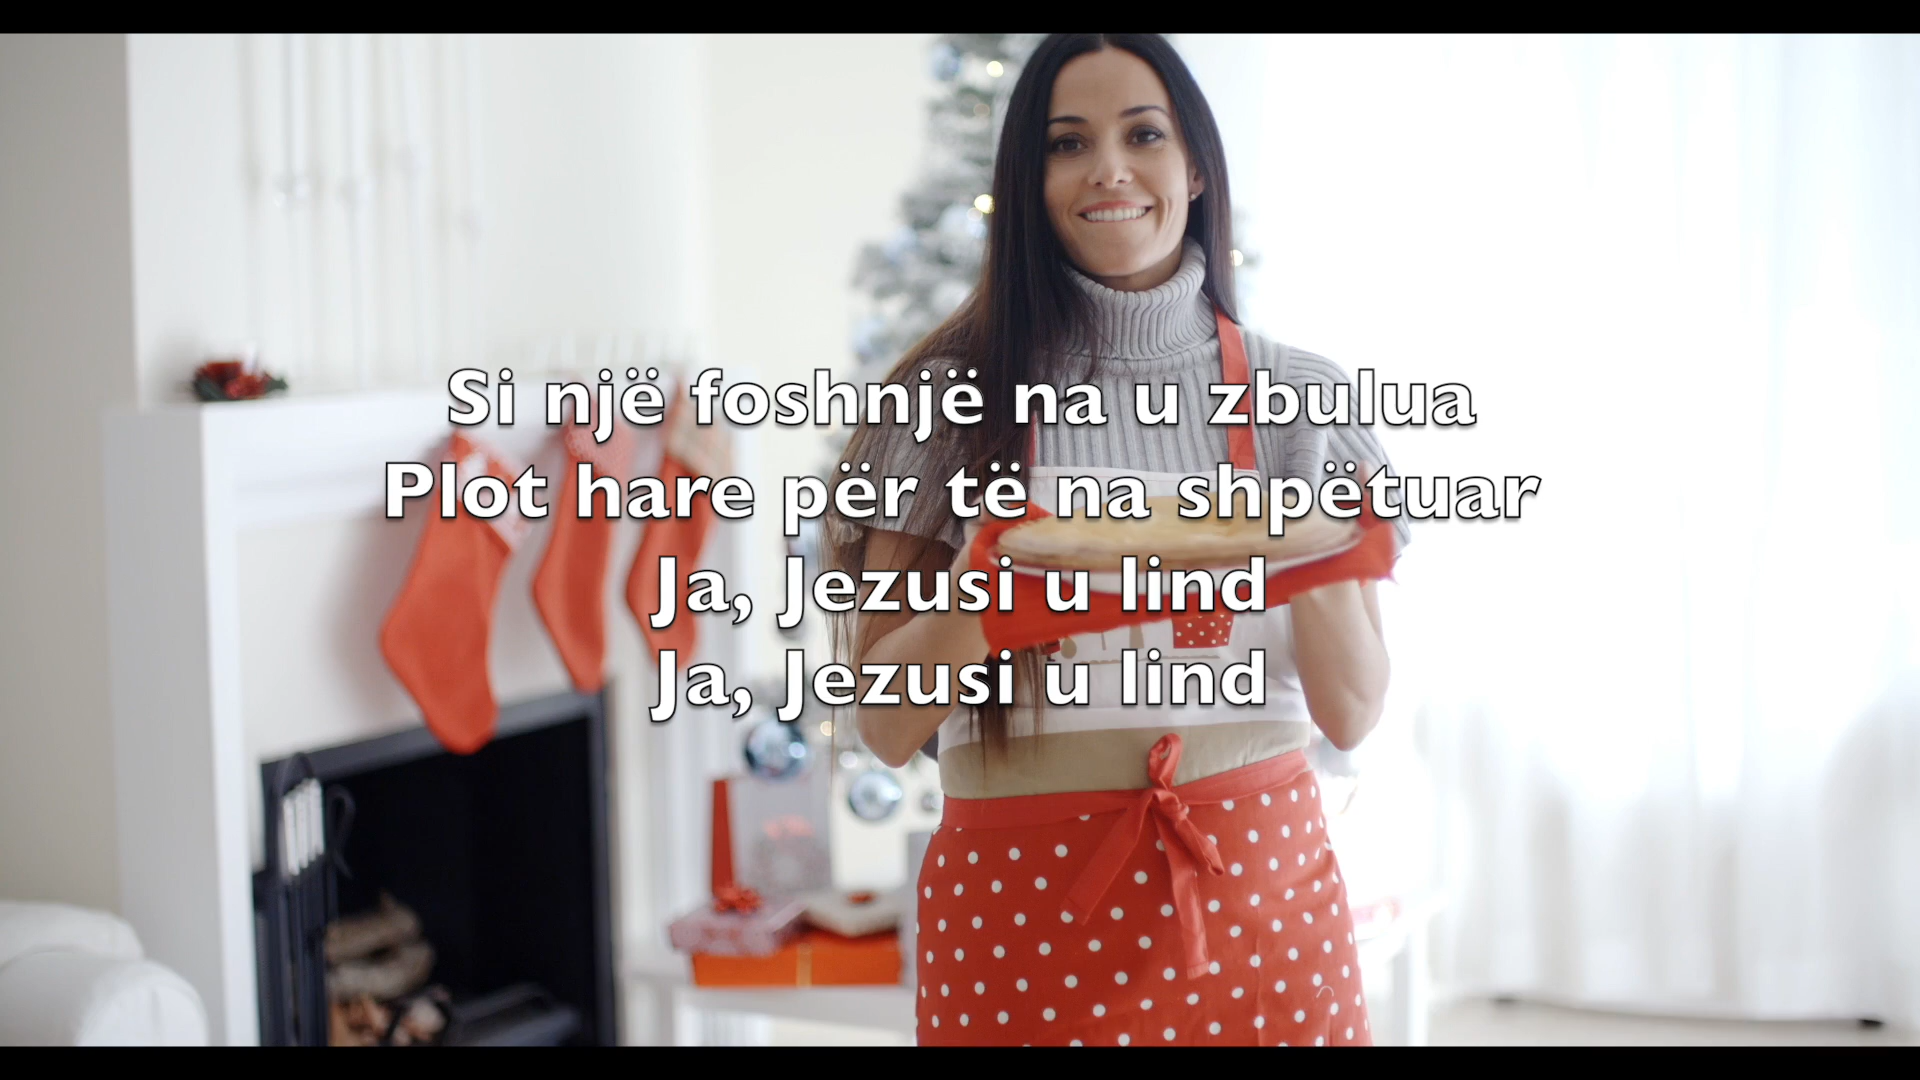 Si një foshnjë na u zbulua
Plot hare për të na shpëtuar
Ja, Jezusi u lind
Ja, Jezusi u lind